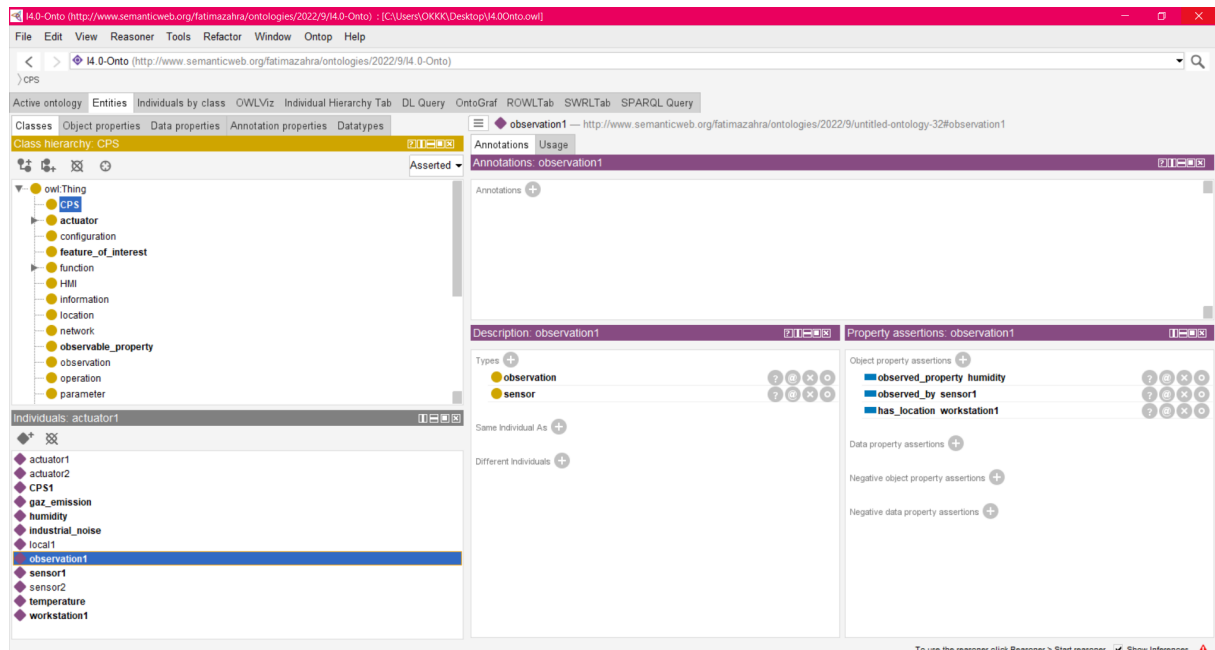 I4.0-Onto (http://www.semanticweb.org/fatimazahra/ontologies/2022/9/I4.0-Onto) : [C:\Users\OKKK\Desktop\I4.0Onto.owl]
File Edit View Reasoner Tools Refactor Window Ontop Help
I4.0-Onto (http://www.semanticweb.org/fatimazahra/ontologies/2022/9/I4.0-Onto)
CPS
Active ontology Entities Individuals by class OWLViz Individual Hierarchy Tab DL Query OntoGraf ROWLTab SWRLTab SPARQL Query
Classes Object properties Data properties Annotation properties Datatypes
Class hierarchy: CPS
Asserted
owl:Thing
CPS
actuator
configuration
feature_of_interest
function
HMI
information
location
network
observable_property
observation
operation
parameter
Individuals: actuator1
actuator1
actuator2
CPS1
gaz_emission
humidity
industrial_noise
local1
observation1
sensor1
sensor2
temperature
workstation1
observation1 — http://www.semanticweb.org/fatimazahra/ontologies/2022/9/untitled-ontology-32#observation1
Annotations Usage
Annotations: observation1
Annotations
Description: observation1
Types
observation
sensor
Same Individual As
Different Individuals
Property assertions: observation1
Object property assertions
observed_property humidity
observed_by sensor1
has_location workstation1
Data property assertions
Negative object property assertions
Negative data property assertions
To use the reasoner click Reasoner > Start reasoner Show Inferences